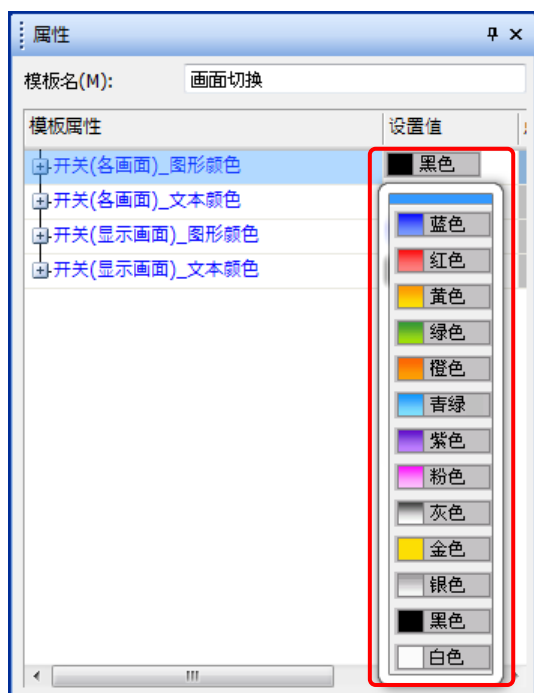 属性
模板名(M): 画面切换
模板属性 设置值
开关(各画面)_图形颜色 黑色
开关(各画面)_文本颜色
开关(显示画面)_图形颜色
开关(显示画面)_文本颜色
蓝色
红色
黄色
绿色
橙色
青绿
紫色
粉色
灰色
金色
银色
黑色
白色